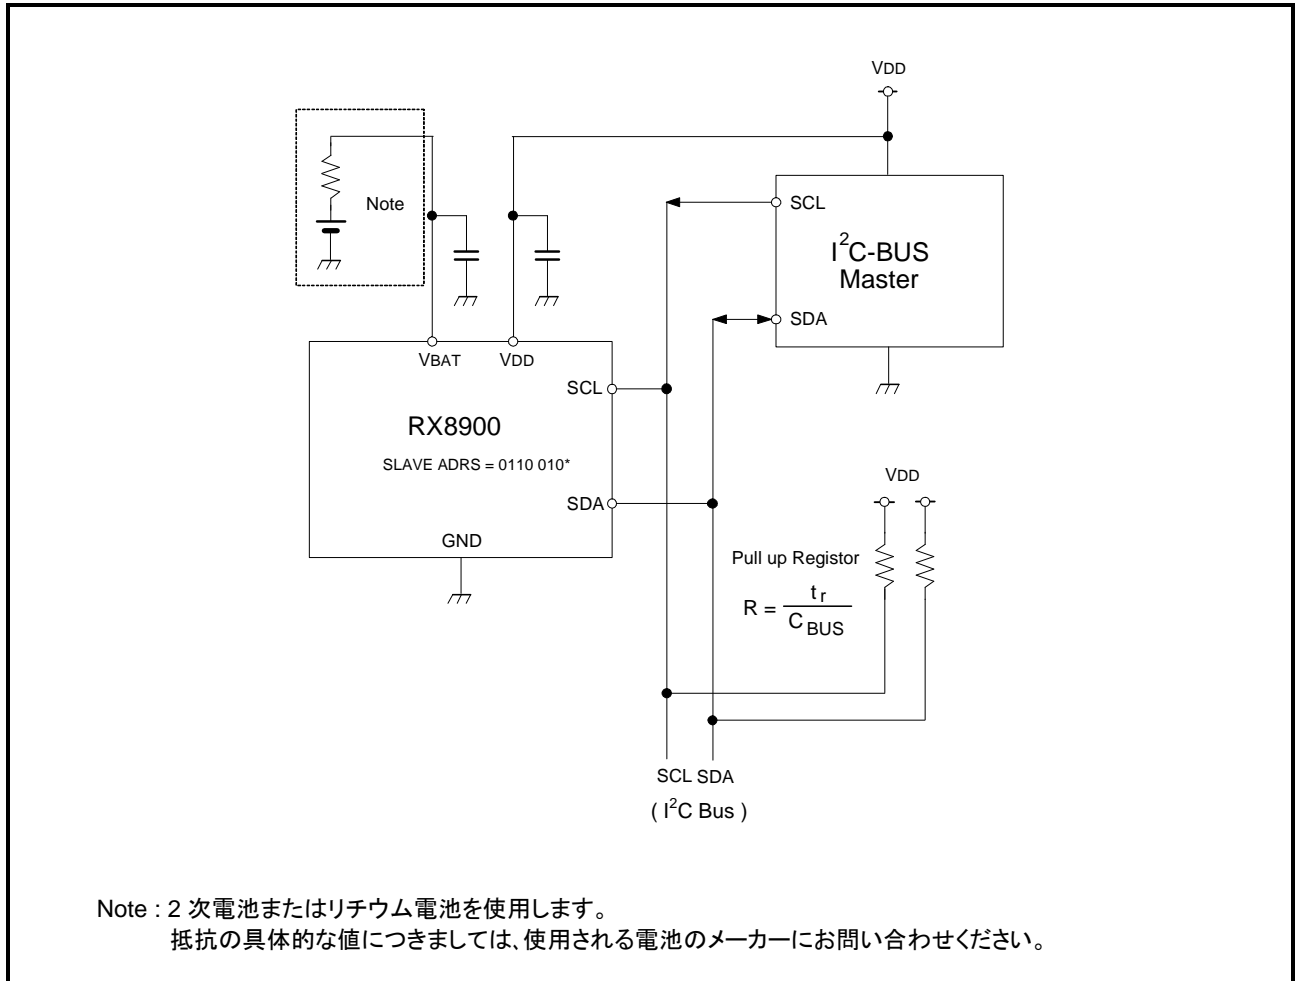 VDD
Note
SCL
I2C-BUS
Master
SDA
VBAT
VDD
SCL
RX8900
SLAVE ADRS = 0110 010*
SDA
GND
VDD
Pull up Registor
R = tr / CBUS
SCL SDA
( I2C Bus )
Note : 2 次電池またはリチウム電池を使用します。
抵抗の具体的な値につきましては、使用される電池のメーカーにお問い合わせください。